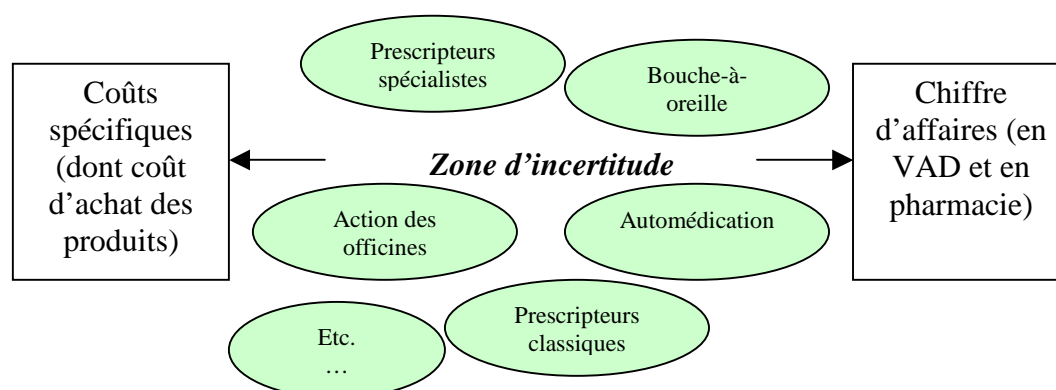 Prescripteurs
spécialistes
Bouche-à-
oreille
Coûts
spécifiques
(dont coût
d'achat des
produits)
Zone d'incertitude
Chiffre
d'affaires (en
VAD et en
pharmacie)
Action des
officines
Automédication
Etc.
…
Prescripteurs
classiques